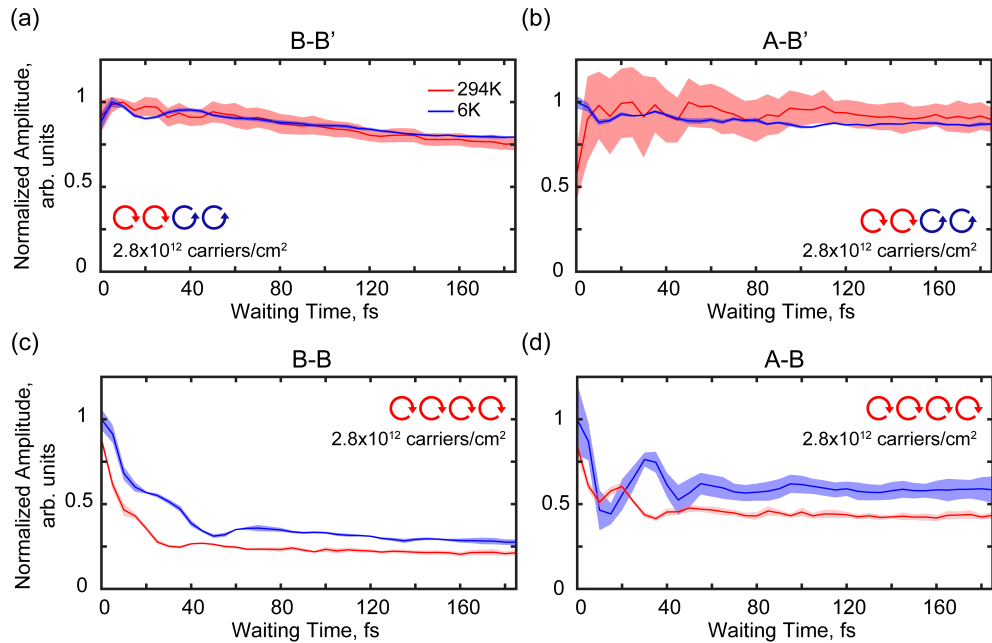 (a)
B-B’
Normalized Amplitude,
arb. units
1
0.5
0
294K
6K
2.8x10¹² carriers/cm²
0 40 80 120 160
Waiting Time, fs
(b)
A-B’
1
0.5
0
2.8x10¹² carriers/cm²
0 40 80 120 160
Waiting Time, fs
(c)
B-B
Normalized Amplitude,
arb. units
1
0.5
0
2.8x10¹² carriers/cm²
0 40 80 120 160
Waiting Time, fs
(d)
A-B
1
0.5
0
2.8x10¹² carriers/cm²
0 40 80 120 160
Waiting Time, fs